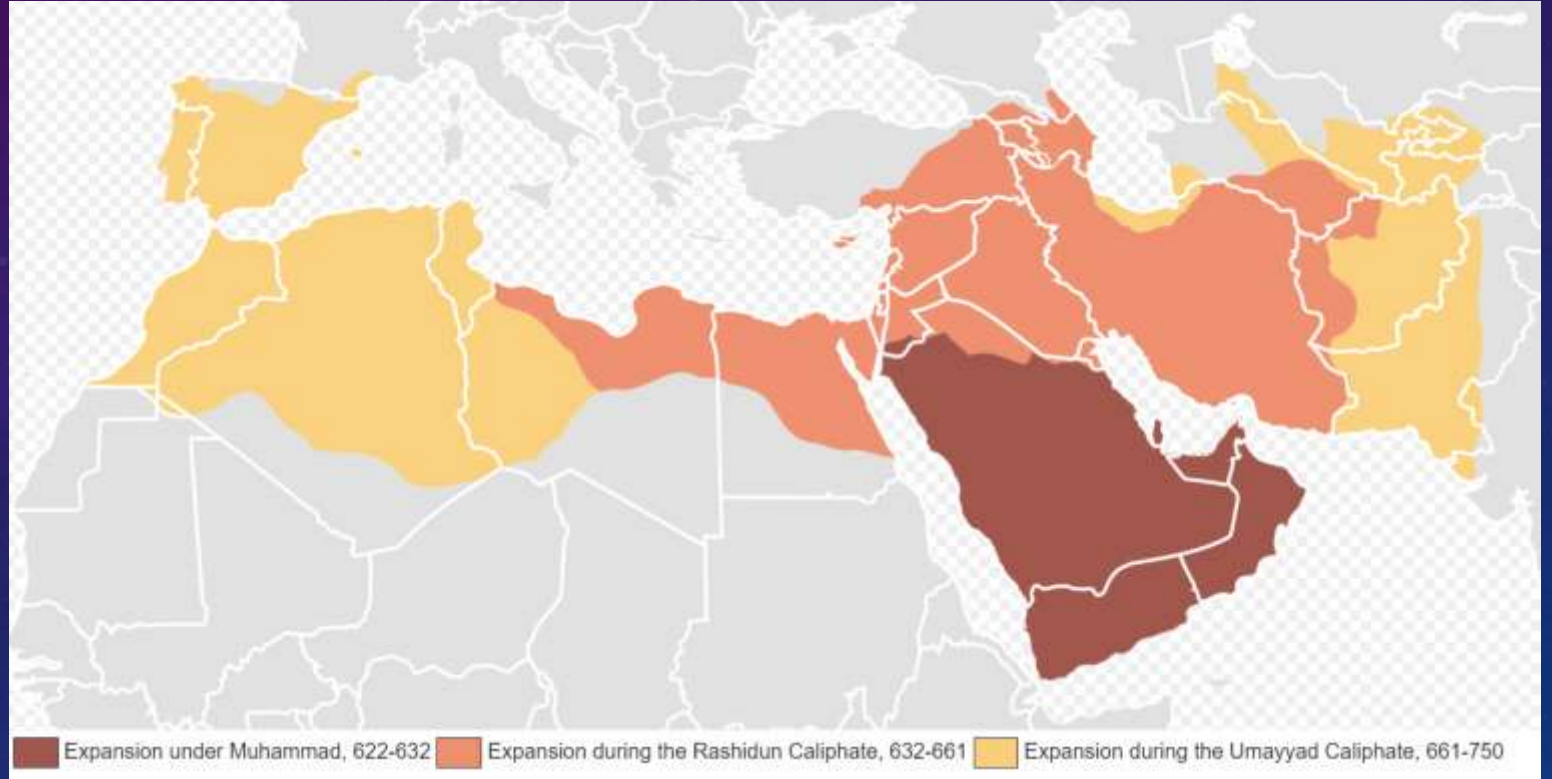 Expansion under Muhammad, 622-632 Expansion during the Rashidun Caliphate, 632-661 Expansion during the Umayyad Caliphate, 661-750